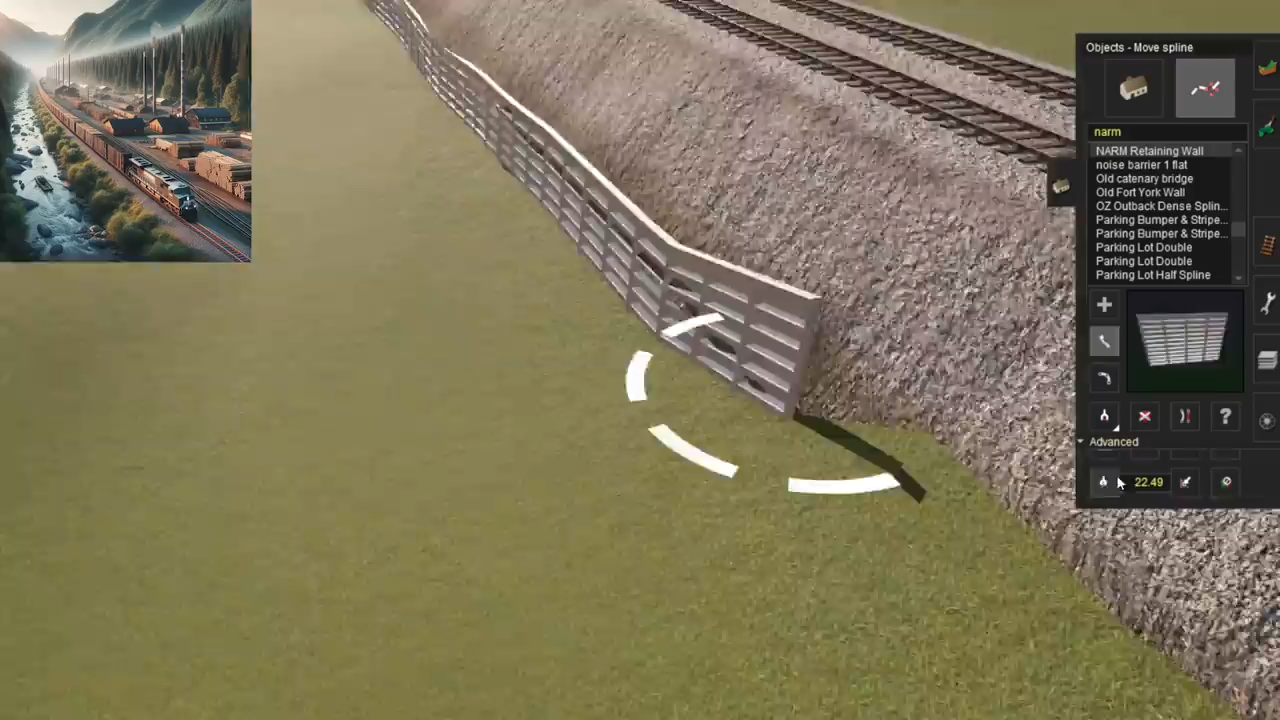 Objects - Move spline
narm
NARM Retaining Wall
noise barrier 1 flat
Old catenary bridge
Old Fort York Wall
OZ Outback Dense Splin...
Parking Bumper & Stripe...
Parking Bumper & Stripe...
Parking Lot Double
Parking Lot Double
Parking Lot Half Spline
Advanced
22.49